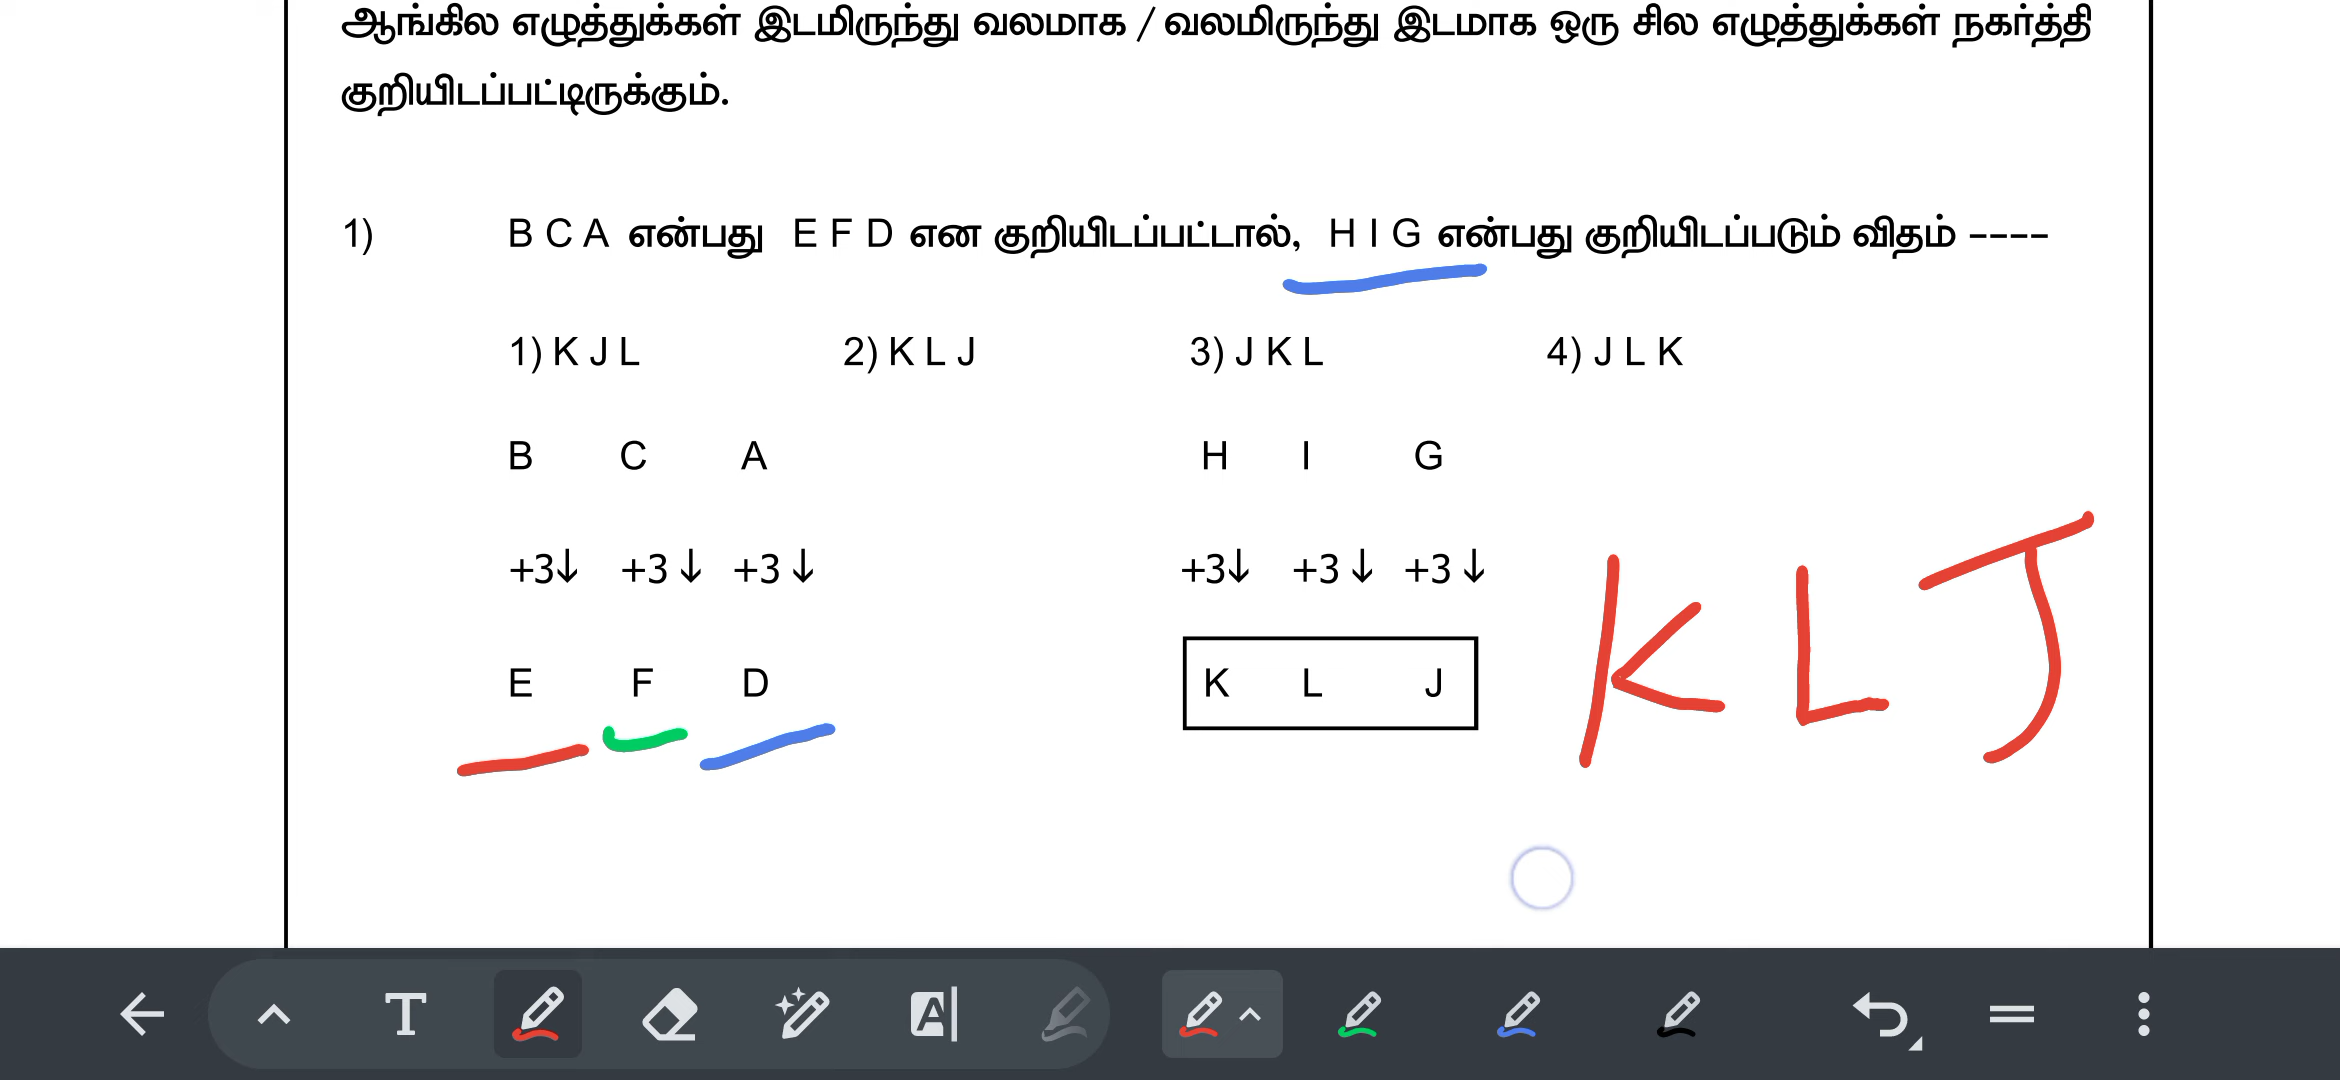 ஆங்கில எழுத்துக்கள் இடமிருந்து வலமாக / வலமிருந்து இடமாக ஒரு சில எழுத்துக்கள் நகர்த்தி
குறியிடப்பட்டிருக்கும்.
1) B C A என்பது E F D என குறியிடப்பட்டால், H I G என்பது குறியிடப்படும் விதம் ----
1) K J L 2) K L J 3) J K L 4) J L K
B C A H I G
+3↓ +3↓ +3↓ +3↓ +3↓ +3↓
E F D K L J
K L J